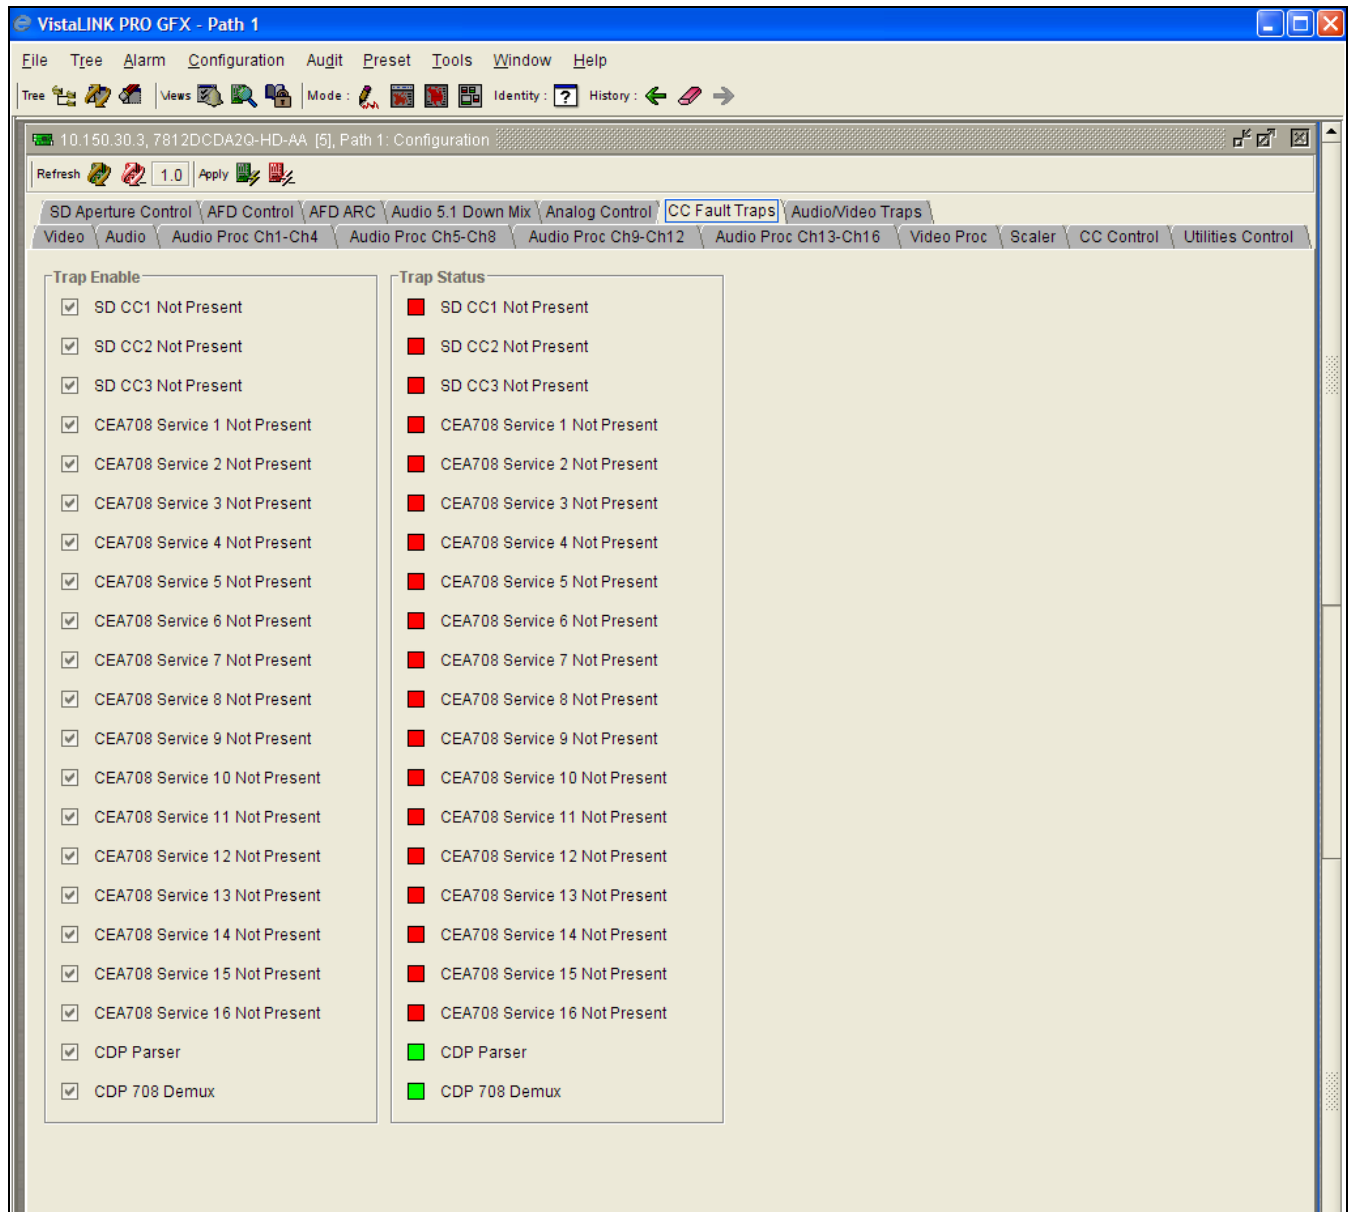 VistaLINK PRO GFX - Path 1
File Tree Alarm Configuration Audit Preset Tools Window Help
Tree Views Mode : Identity : ? History :
10.150.30.3, 7812DCDA2Q-HD-AA [5], Path 1: Configuration
Refresh 1.0 Apply
SD Aperture Control AFD Control AFD ARC Audio 5.1 Down Mix Analog Control CC Fault Traps Audio/Video Traps
Video Audio Audio Proc Ch1-Ch4 Audio Proc Ch5-Ch8 Audio Proc Ch9-Ch12 Audio Proc Ch13-Ch16 Video Proc Scaler CC Control Utilities Control
Trap Enable Trap Status
SD CC1 Not Present SD CC1 Not Present
SD CC2 Not Present SD CC2 Not Present
SD CC3 Not Present SD CC3 Not Present
CEA708 Service 1 Not Present CEA708 Service 1 Not Present
CEA708 Service 2 Not Present CEA708 Service 2 Not Present
CEA708 Service 3 Not Present CEA708 Service 3 Not Present
CEA708 Service 4 Not Present CEA708 Service 4 Not Present
CEA708 Service 5 Not Present CEA708 Service 5 Not Present
CEA708 Service 6 Not Present CEA708 Service 6 Not Present
CEA708 Service 7 Not Present CEA708 Service 7 Not Present
CEA708 Service 8 Not Present CEA708 Service 8 Not Present
CEA708 Service 9 Not Present CEA708 Service 9 Not Present
CEA708 Service 10 Not Present CEA708 Service 10 Not Present
CEA708 Service 11 Not Present CEA708 Service 11 Not Present
CEA708 Service 12 Not Present CEA708 Service 12 Not Present
CEA708 Service 13 Not Present CEA708 Service 13 Not Present
CEA708 Service 14 Not Present CEA708 Service 14 Not Present
CEA708 Service 15 Not Present CEA708 Service 15 Not Present
CEA708 Service 16 Not Present CEA708 Service 16 Not Present
CDP Parser CDP Parser
CDP 708 Demux CDP 708 Demux